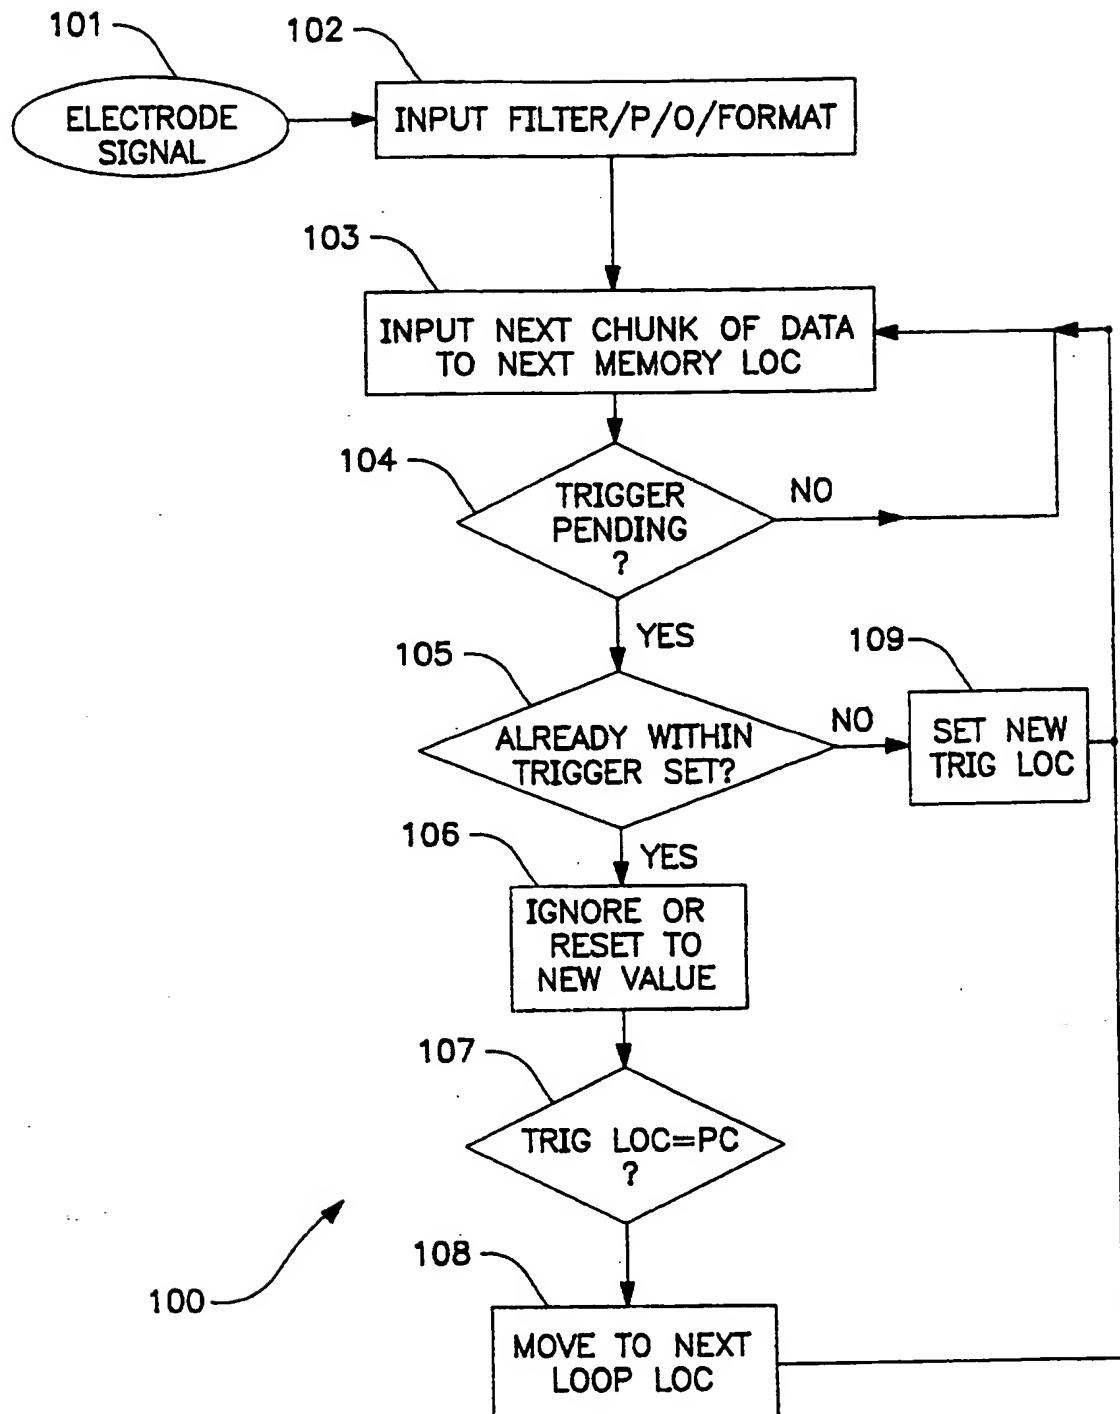 101
ELECTRODE
SIGNAL
102
INPUT FILTER/P/O/FORMAT
103
INPUT NEXT CHUNK OF DATA
TO NEXT MEMORY LOC
104
TRIGGER
PENDING
?
NO
YES
105
ALREADY WITHIN
TRIGGER SET?
NO
109
SET NEW
TRIG LOC
YES
106
IGNORE OR
RESET TO
NEW VALUE
107
TRIG LOC=PC
?
108
MOVE TO NEXT
LOOP LOC
100